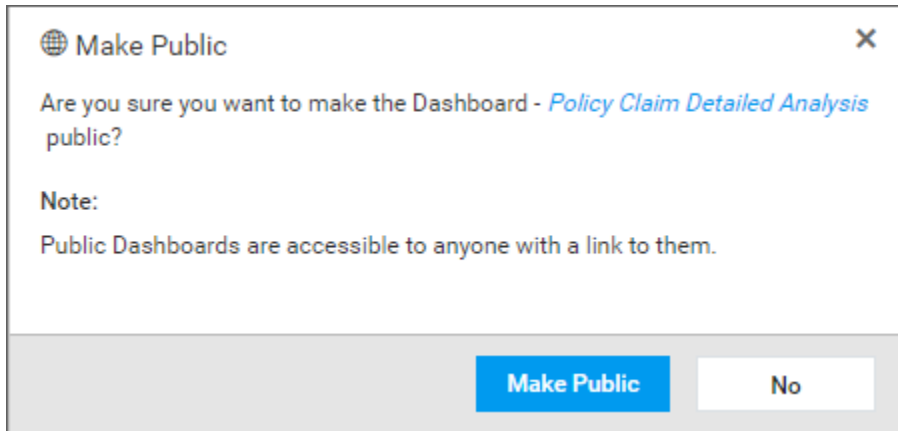 Make Public
Are you sure you want to make the Dashboard - Policy Claim Detailed Analysis
public?
Note:
Public Dashboards are accessible to anyone with a link to them.
Make Public No